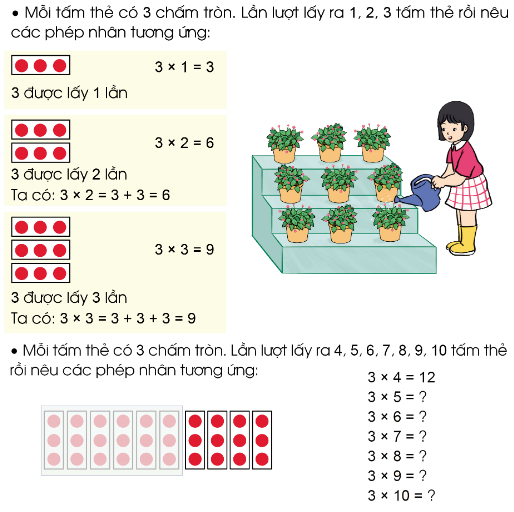 • Mỗi tấm thẻ có 3 chấm tròn. Lần lượt lấy ra 1, 2, 3 tấm thẻ rồi nêu
các phép nhân tương ứng:
3 × 1 = 3
3 được lấy 1 lần
3 × 2 = 6
3 được lấy 2 lần
Ta có: 3 × 2 = 3 + 3 = 6
3 × 3 = 9
3 được lấy 3 lần
Ta có: 3 × 3 = 3 + 3 + 3 = 9
• Mỗi tấm thẻ có 3 chấm tròn. Lần lượt lấy ra 4, 5, 6, 7, 8, 9, 10 tấm thẻ
rồi nêu các phép nhân tương ứng:
3 × 4 = 12
3 × 5 = ?
3 × 6 = ?
3 × 7 = ?
3 × 8 = ?
3 × 9 = ?
3 × 10 = ?